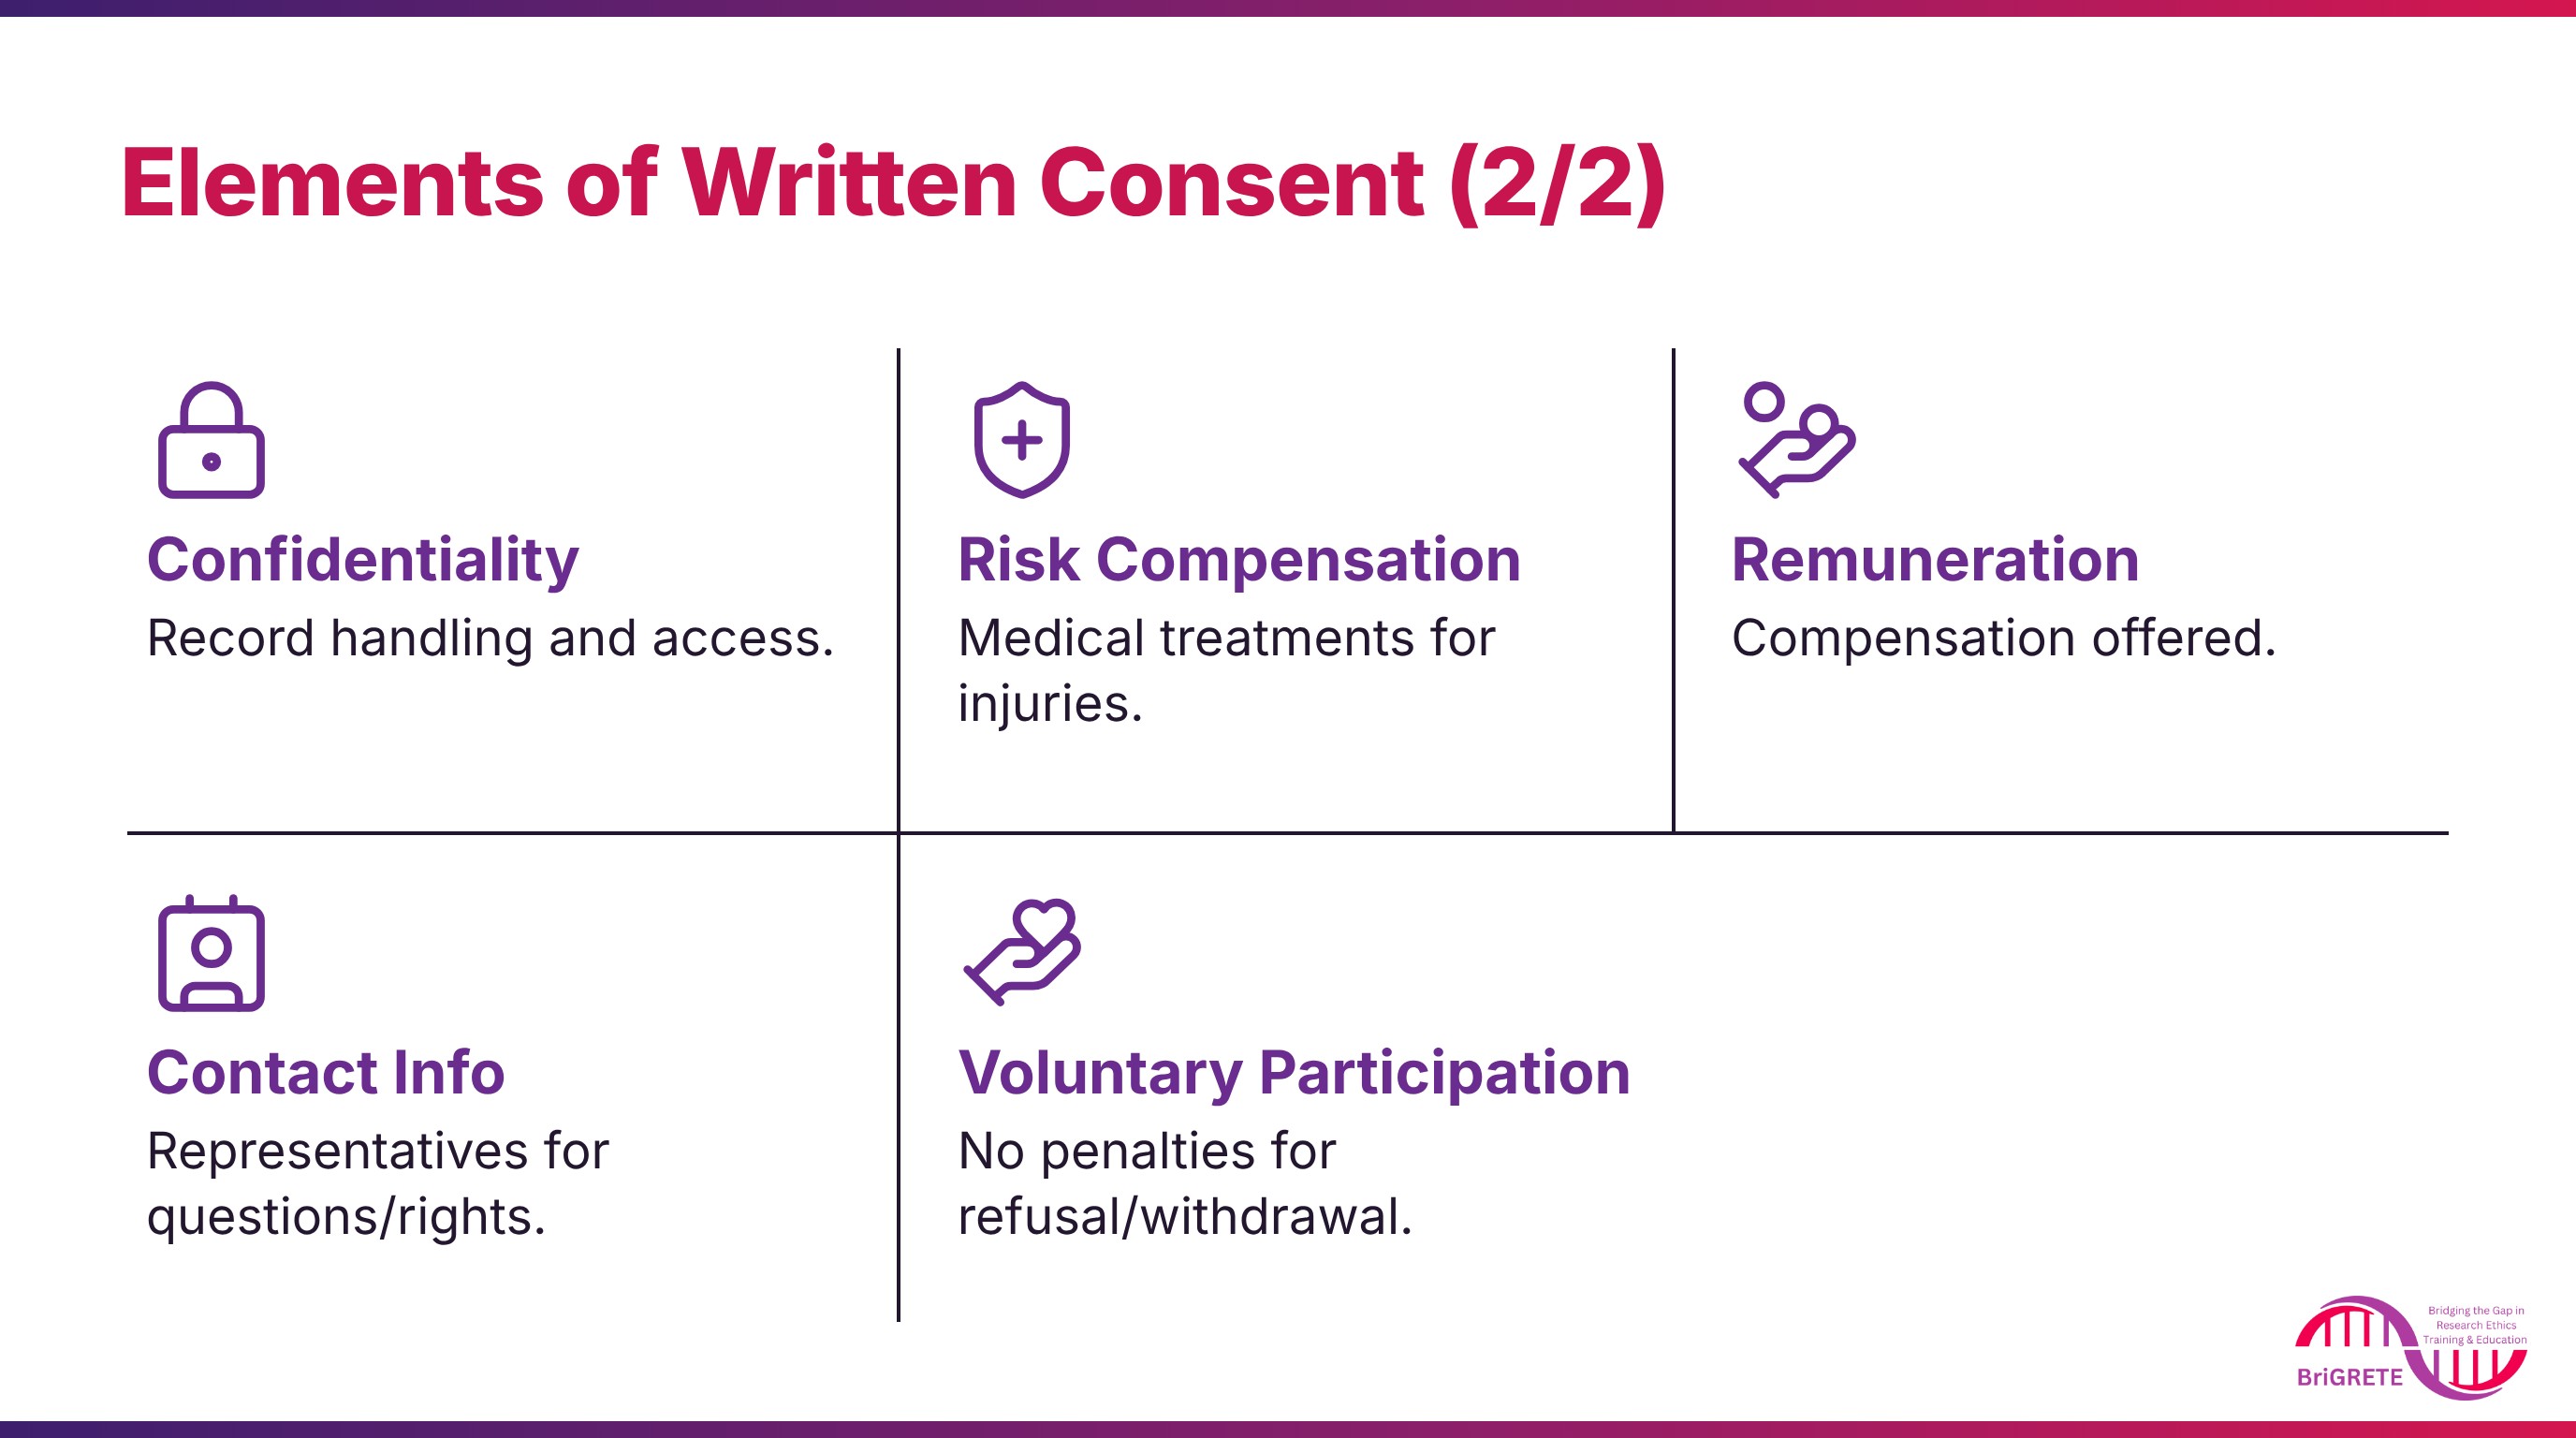 Elements of Written Consent (2/2)
Confidentiality
Record handling and access.
Risk Compensation
Medical treatments for
injuries.
Remuneration
Compensation offered.
Contact Info
Representatives for
questions/rights.
Voluntary Participation
No penalties for
refusal/withdrawal.
Bridging the Gap in
Research Ethics
Training & Education
BriGRETE